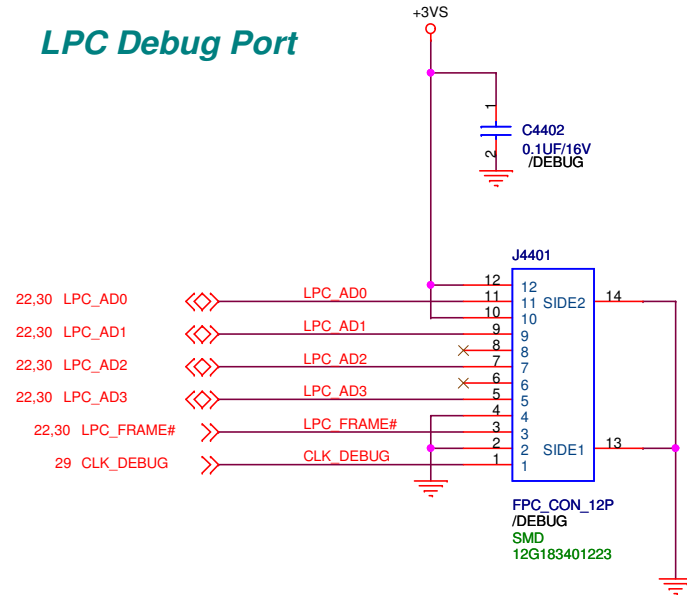 +3VS
LPC Debug Port
1
C4402
2
0.1UF/16V
/DEBUG
J4401
12 12
22,30 LPC_AD0 LPC_AD0 11 11 SIDE2 14
10 10
22,30 LPC_AD1 LPC_AD1 9 9
8 8
22,30 LPC_AD2 LPC_AD2 7 7
6 6
22,30 LPC_AD3 LPC_AD3 5 5
4 4
22,30 LPC_FRAME# LPC_FRAME# 3 3
2 2 SIDE1 13
29 CLK_DEBUG CLK_DEBUG 1 1
FPC_CON_12P
/DEBUG
SMD
12G183401223